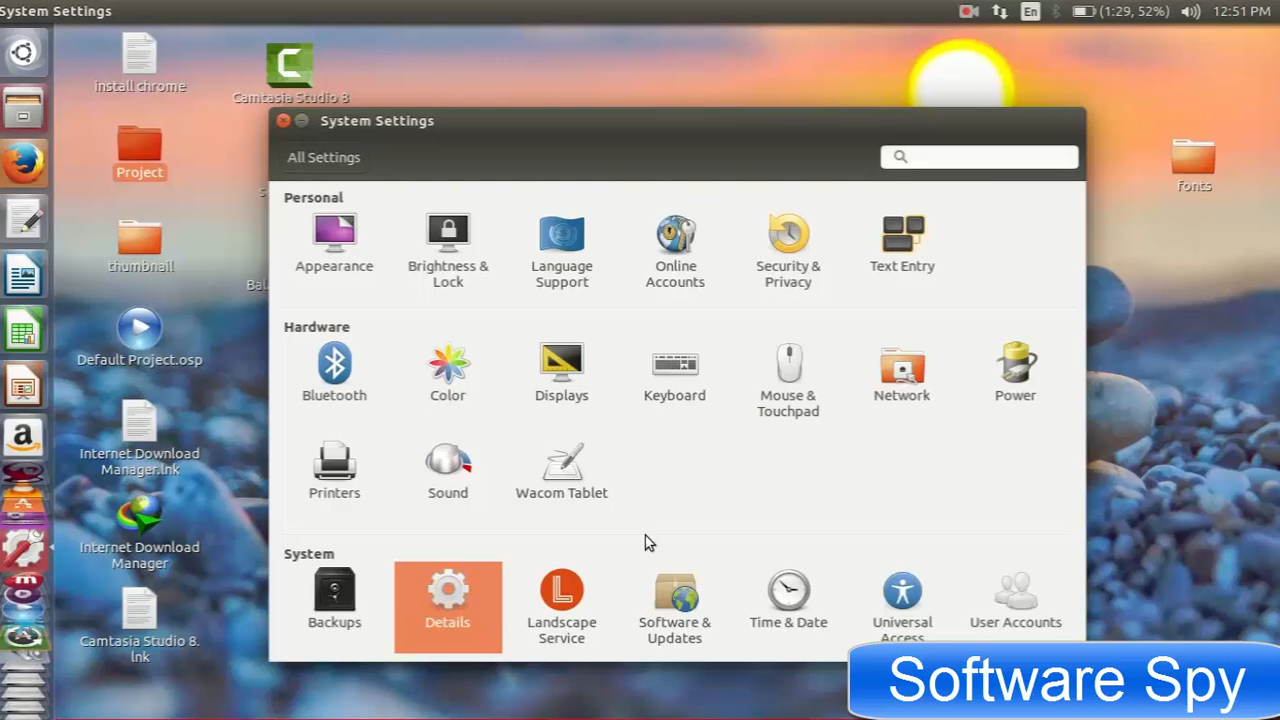 System Settings
En
(1:29, 52%)
12:51 PM
install chrome
Camtasia Studio 8
Project
thumbnail
Default Project.osp
Internet Download
Manager.lnk
Internet Download
Manager
Camtasia Studio 8.
lnk
fonts
System Settings
All Settings
Personal
Appearance
Brightness &
Lock
Language
Support
Online
Accounts
Security &
Privacy
Text Entry
Hardware
Bluetooth
Color
Displays
Keyboard
Mouse &
Touchpad
Network
Power
Printers
Sound
Wacom Tablet
System
Backups
Details
Landscape
Service
Software &
Updates
Time & Date
Universal
Access
User Accounts
Software Spy